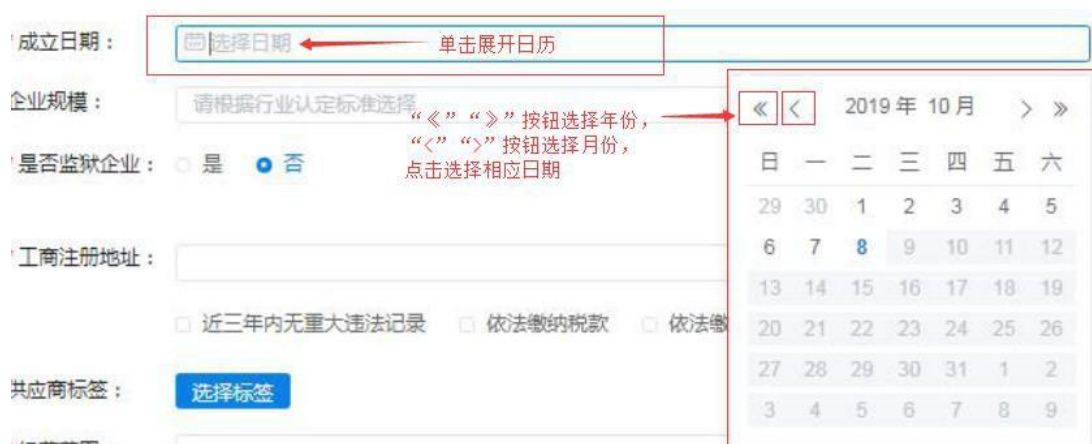 成立日期： 选择日期 单击展开日历
企业规模： 请根据行业认定标准选择
“《” “》” 按钮选择年份，
“<” “>” 按钮选择月份，
点击选择相应日期
* 是否监狱企业： 是 否
* 工商注册地址：
近三年内无重大违法记录 依法缴纳税款 依法缴
供应商标签： 选择标签
« < 2019 年 10 月 > »
日 一 二 三 四 五 六
29 30 1 2 3 4 5
6 7 8 9 10 11 12
13 14 15 16 17 18 19
20 21 22 23 24 25 26
27 28 29 30 31 1 2
3 4 5 6 7 8 9